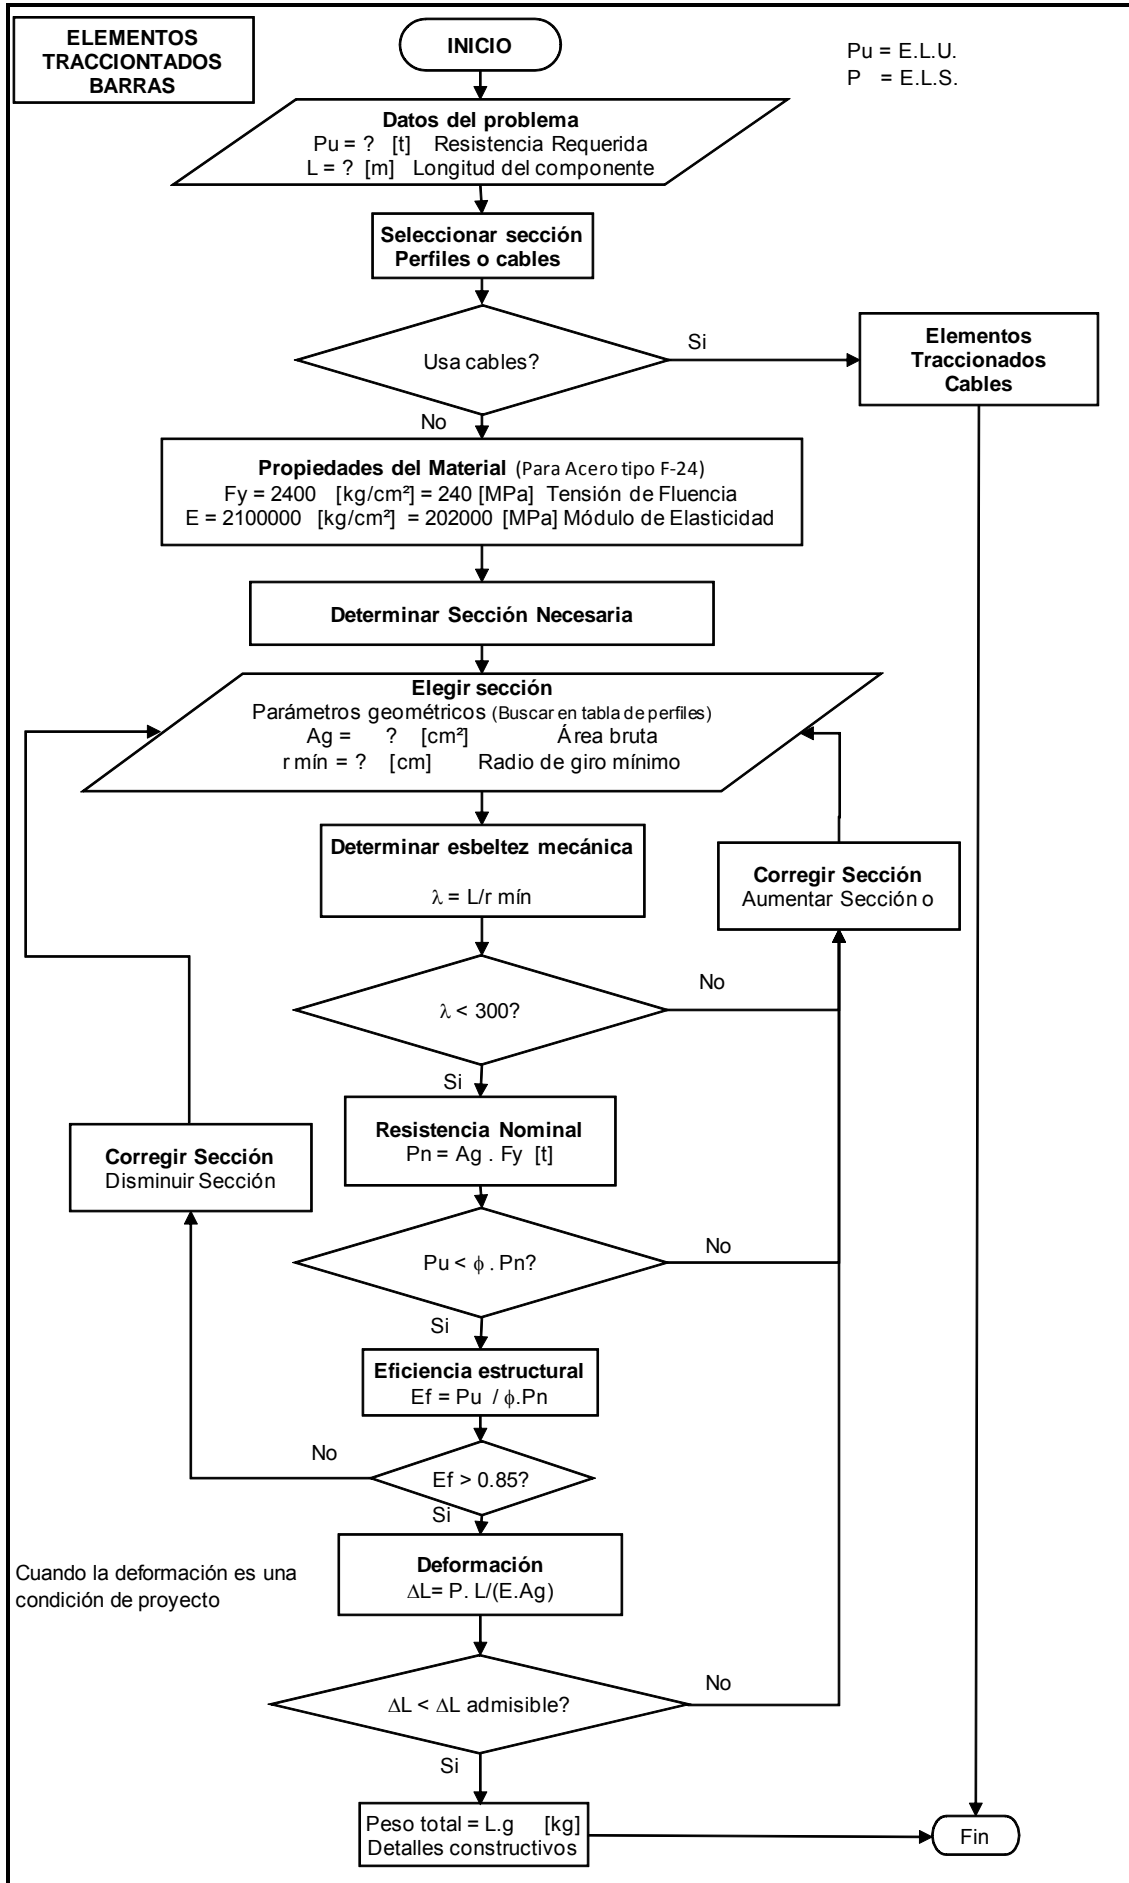 ELEMENTOS
TRACCIONTADOS
BARRAS
INICIO
Pu = E.L.U.
P = E.L.S.
Datos del problema
Pu = ? [t] Resistencia Requerida
L = ? [m] Longitud del componente
Seleccionar sección
Perfiles o cables
Usa cables?
Si
Elementos
Traccionados
Cables
No
Propiedades del Material (Para Acero tipo F-24)
Fy = 2400 [kg/cm²] = 240 [MPa] Tensión de Fluencia
E = 2100000 [kg/cm²] = 202000 [MPa] Módulo de Elasticidad
Determinar Sección Necesaria
Elegir sección
Parámetros geométricos (Buscar en tabla de perfiles)
Ag = ? [cm²] Área bruta
r mín = ? [cm] Radio de giro mínimo
Determinar esbeltez mecánica
λ = L/r mín
Corregir Sección
Aumentar Sección o
λ < 300?
No
Si
Resistencia Nominal
Pn = Ag . Fy [t]
Corregir Sección
Disminuir Sección
Pu < ϕ . Pn?
No
Si
Eficiencia estructural
Ef = Pu / ϕ.Pn
No
Ef > 0.85?
Si
Deformación
ΔL= P. L/(E.Ag)
Cuando la deformación es una
condición de proyecto
ΔL < ΔL admisible?
No
Si
Peso total = L.g [kg]
Detalles constructivos
Fin